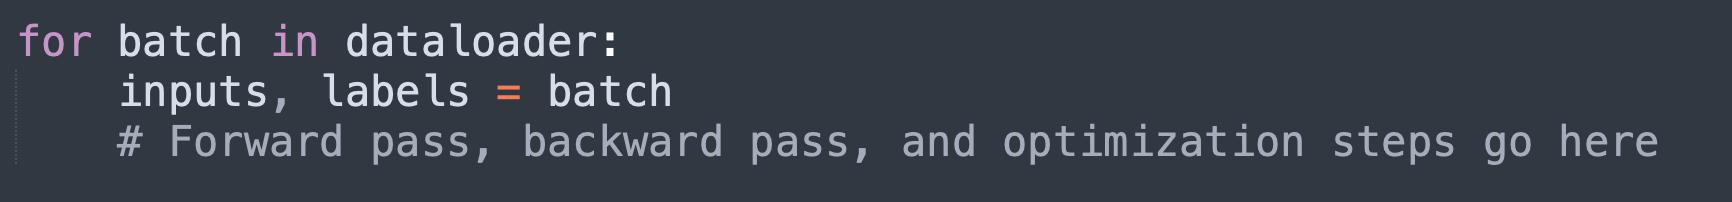 for batch in dataloader:
    inputs, labels = batch
    # Forward pass, backward pass, and optimization steps go here